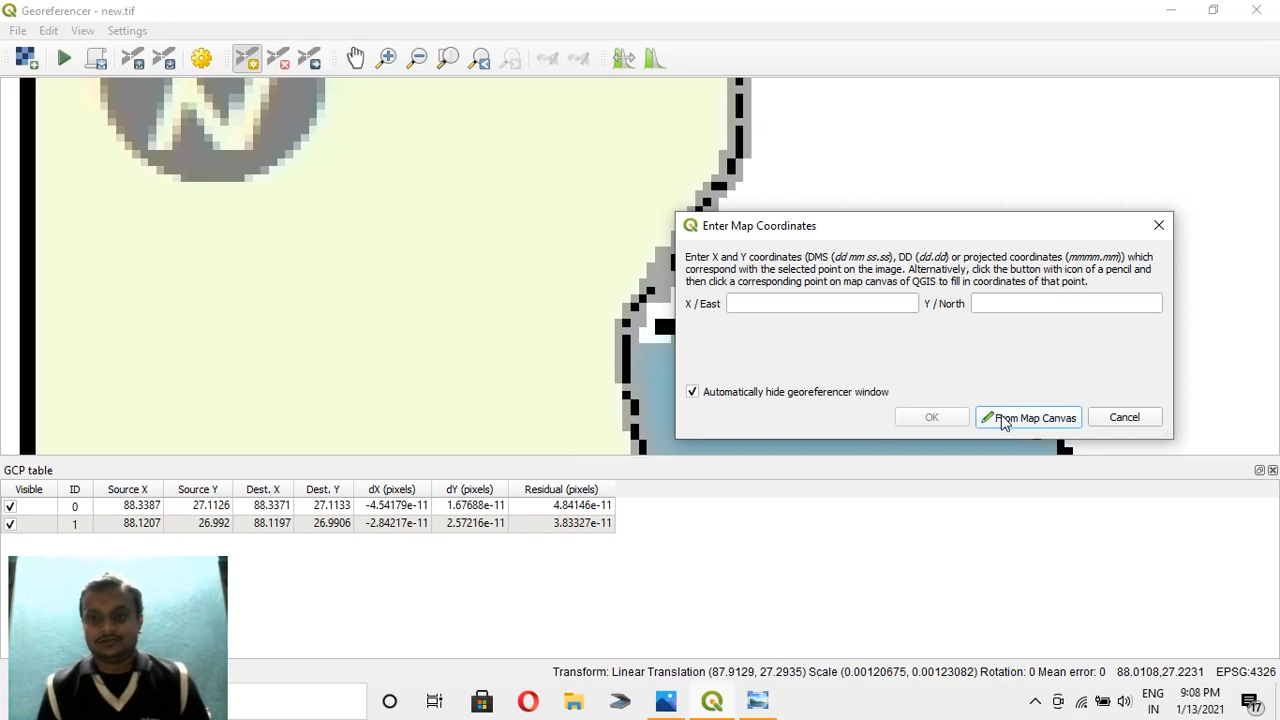 Georeferencer - new.tif
File Edit View Settings
Enter Map Coordinates
Enter X and Y coordinates (DMS (dd mm ss.ss), DD (dd.dd) or projected coordinates (mmmm.mm)) which
correspond with the selected point on the image. Alternatively, click the button with icon of a pencil and
then click a corresponding point on map canvas of QGIS to fill in coordinates of that point.
X / East Y / North
Automatically hide georeferencer window
OK From Map Canvas Cancel
GCP table
Visible ID Source X Source Y Dest. X Dest. Y dX (pixels) dY (pixels) Residual (pixels)
0 88.3387 27.1126 88.3371 27.1133 -4.54179e-11 1.67688e-11 4.84146e-11
1 88.1207 26.992 88.1197 26.9906 -2.84217e-11 2.57216e-11 3.83327e-11
Transform: Linear Translation (87.9129, 27.2935) Scale (0.00120675, 0.00123082) Rotation: 0 Mean error: 0 88.0108,27.2231 EPSG:4326
ENG 9:08 PM
IN 1/13/2021 17